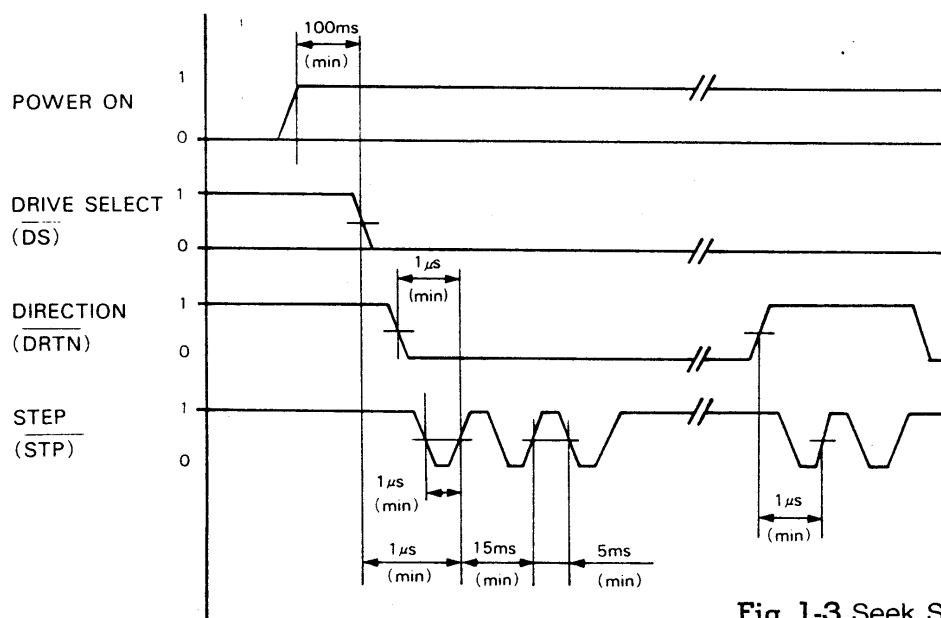 100ms
(min)
1
POWER ON
0
1
DRIVE SELECT
(DS)
0
1μs
(min)
1
DIRECTION
(DRTN)
0
1
STEP
(STP)
0
1μs
(min)
1μs
(min)
1μs
(min)
15ms
(min)
5ms
(min)
Fig. 1-3 Seek S